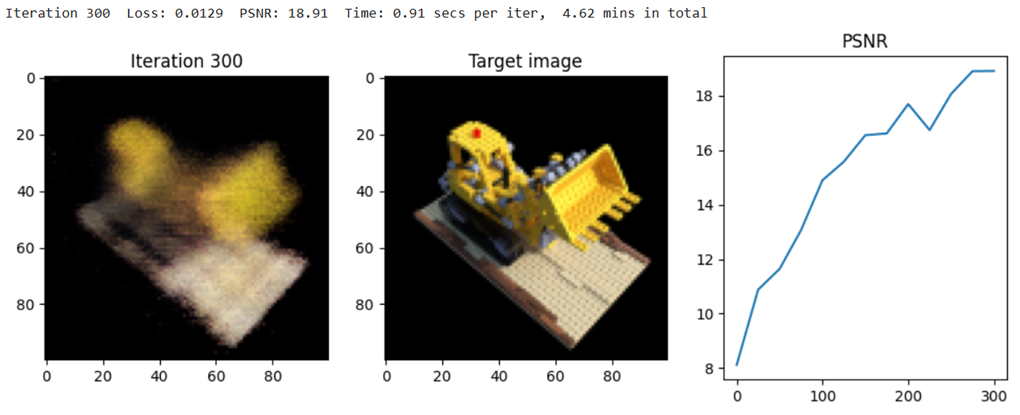 Iteration 300  Loss: 0.0129  PSNR: 18.91  Time: 0.91 secs per iter,  4.62 mins in total
Iteration 300
0
20
40
60
80
0 20 40 60 80
Target image
0
20
40
60
80
0 20 40 60 80
PSNR
18
16
14
12
10
8
0 100 200 300